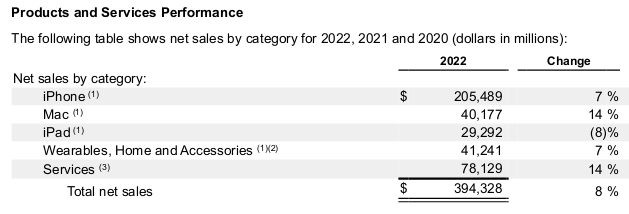 Products and Services Performance
The following table shows net sales by category for 2022, 2021 and 2020 (dollars in millions):
2022 Change
Net sales by category:
iPhone (1) $ 205,489 7 %
Mac (1) 40,177 14 %
iPad (1) 29,292 (8)%
Wearables, Home and Accessories (1)(2) 41,241 7 %
Services (3) 78,129 14 %
Total net sales $ 394,328 8 %